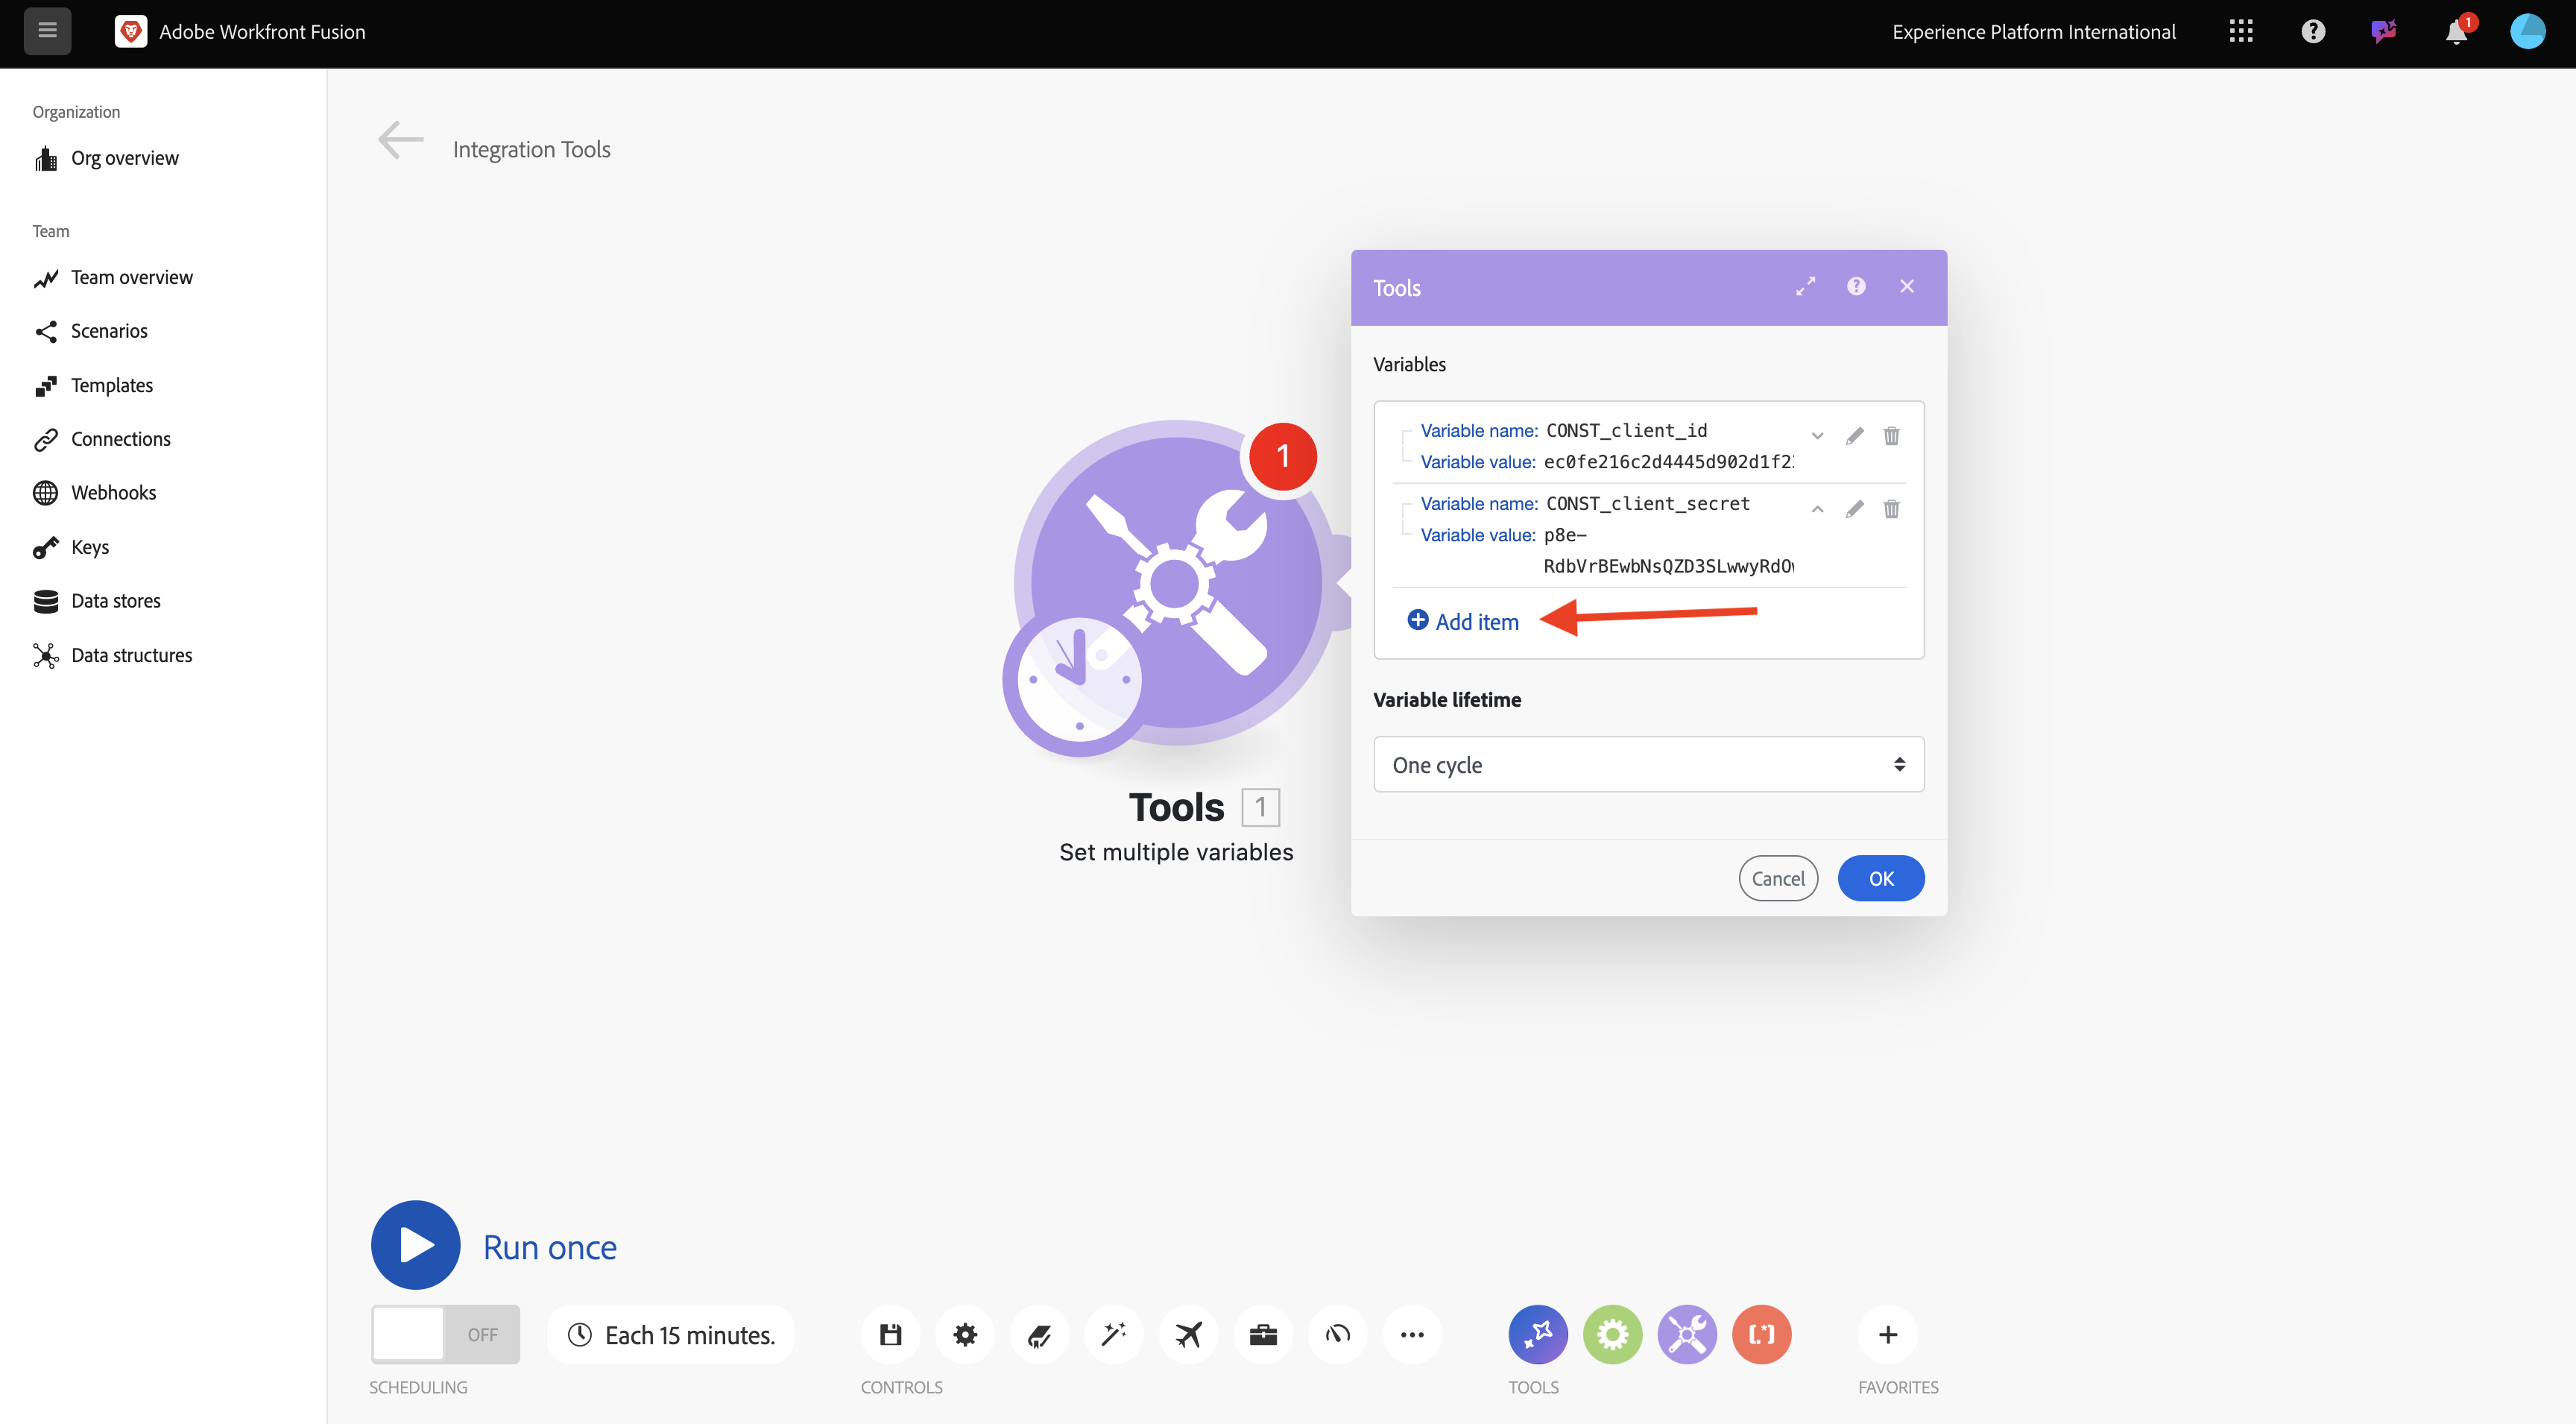 Adobe Workfront Fusion
Experience Platform International
1
Organization
Org overview
Team
Team overview
Scenarios
Templates
Connections
Webhooks
Keys
Data stores
Data structures
Integration Tools
1
Tools 1
Set multiple variables
Tools
Variables
Variable name: CONST_client_id
Variable value: ec0fe216c2d4445d902d1f2
Variable name: CONST_client_secret
Variable value: p8e-
RdbVrBEwbNsQZD3SLwwyRdO
Add item
Variable lifetime
One cycle
Cancel
OK
Run once
OFF
Each 15 minutes.
SCHEDULING
CONTROLS
TOOLS
FAVORITES